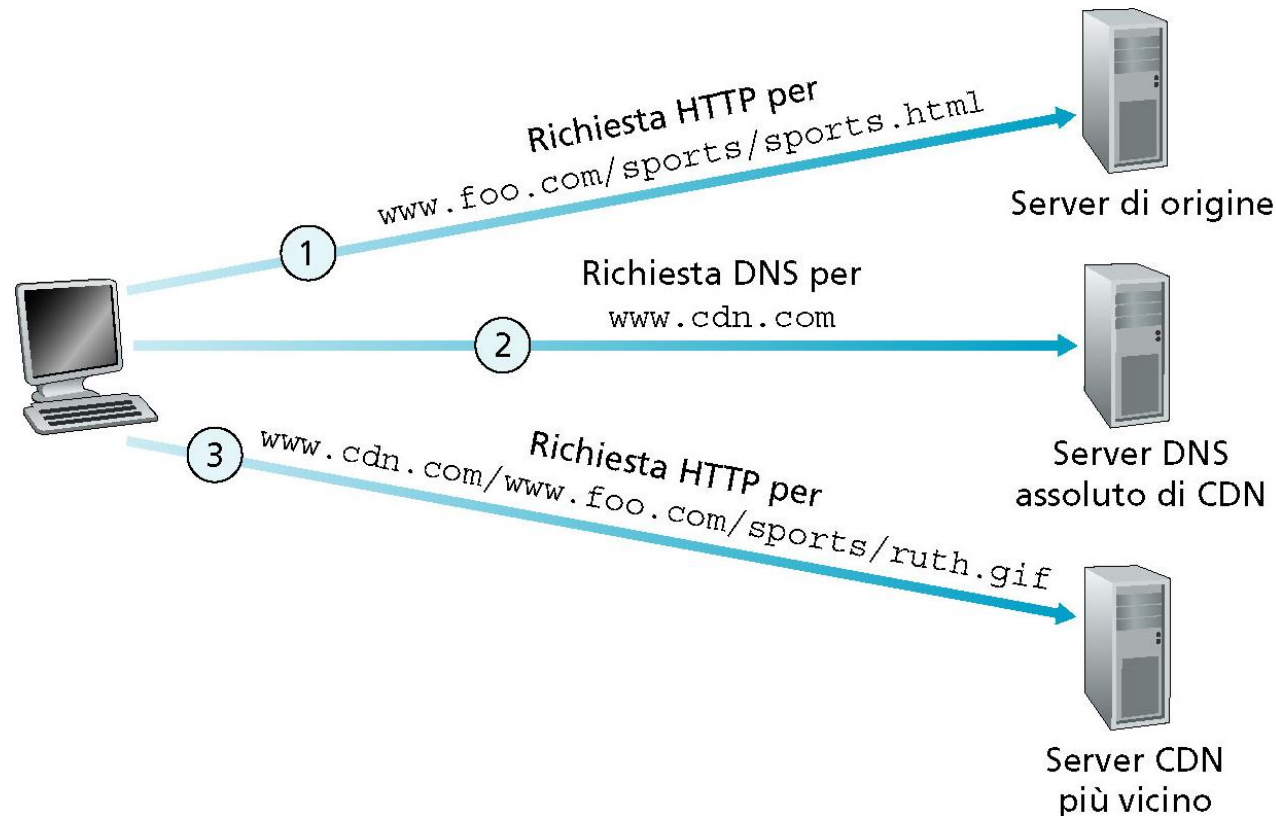 Richiesta HTTP per
www.foo.com/sports/sports.html
1
Server di origine
Richiesta DNS per
www.cdn.com
2
Server DNS
assoluto di CDN
3
Richiesta HTTP per
www.cdn.com/www.foo.com/sports/ruth.gif
Server CDN
più vicino